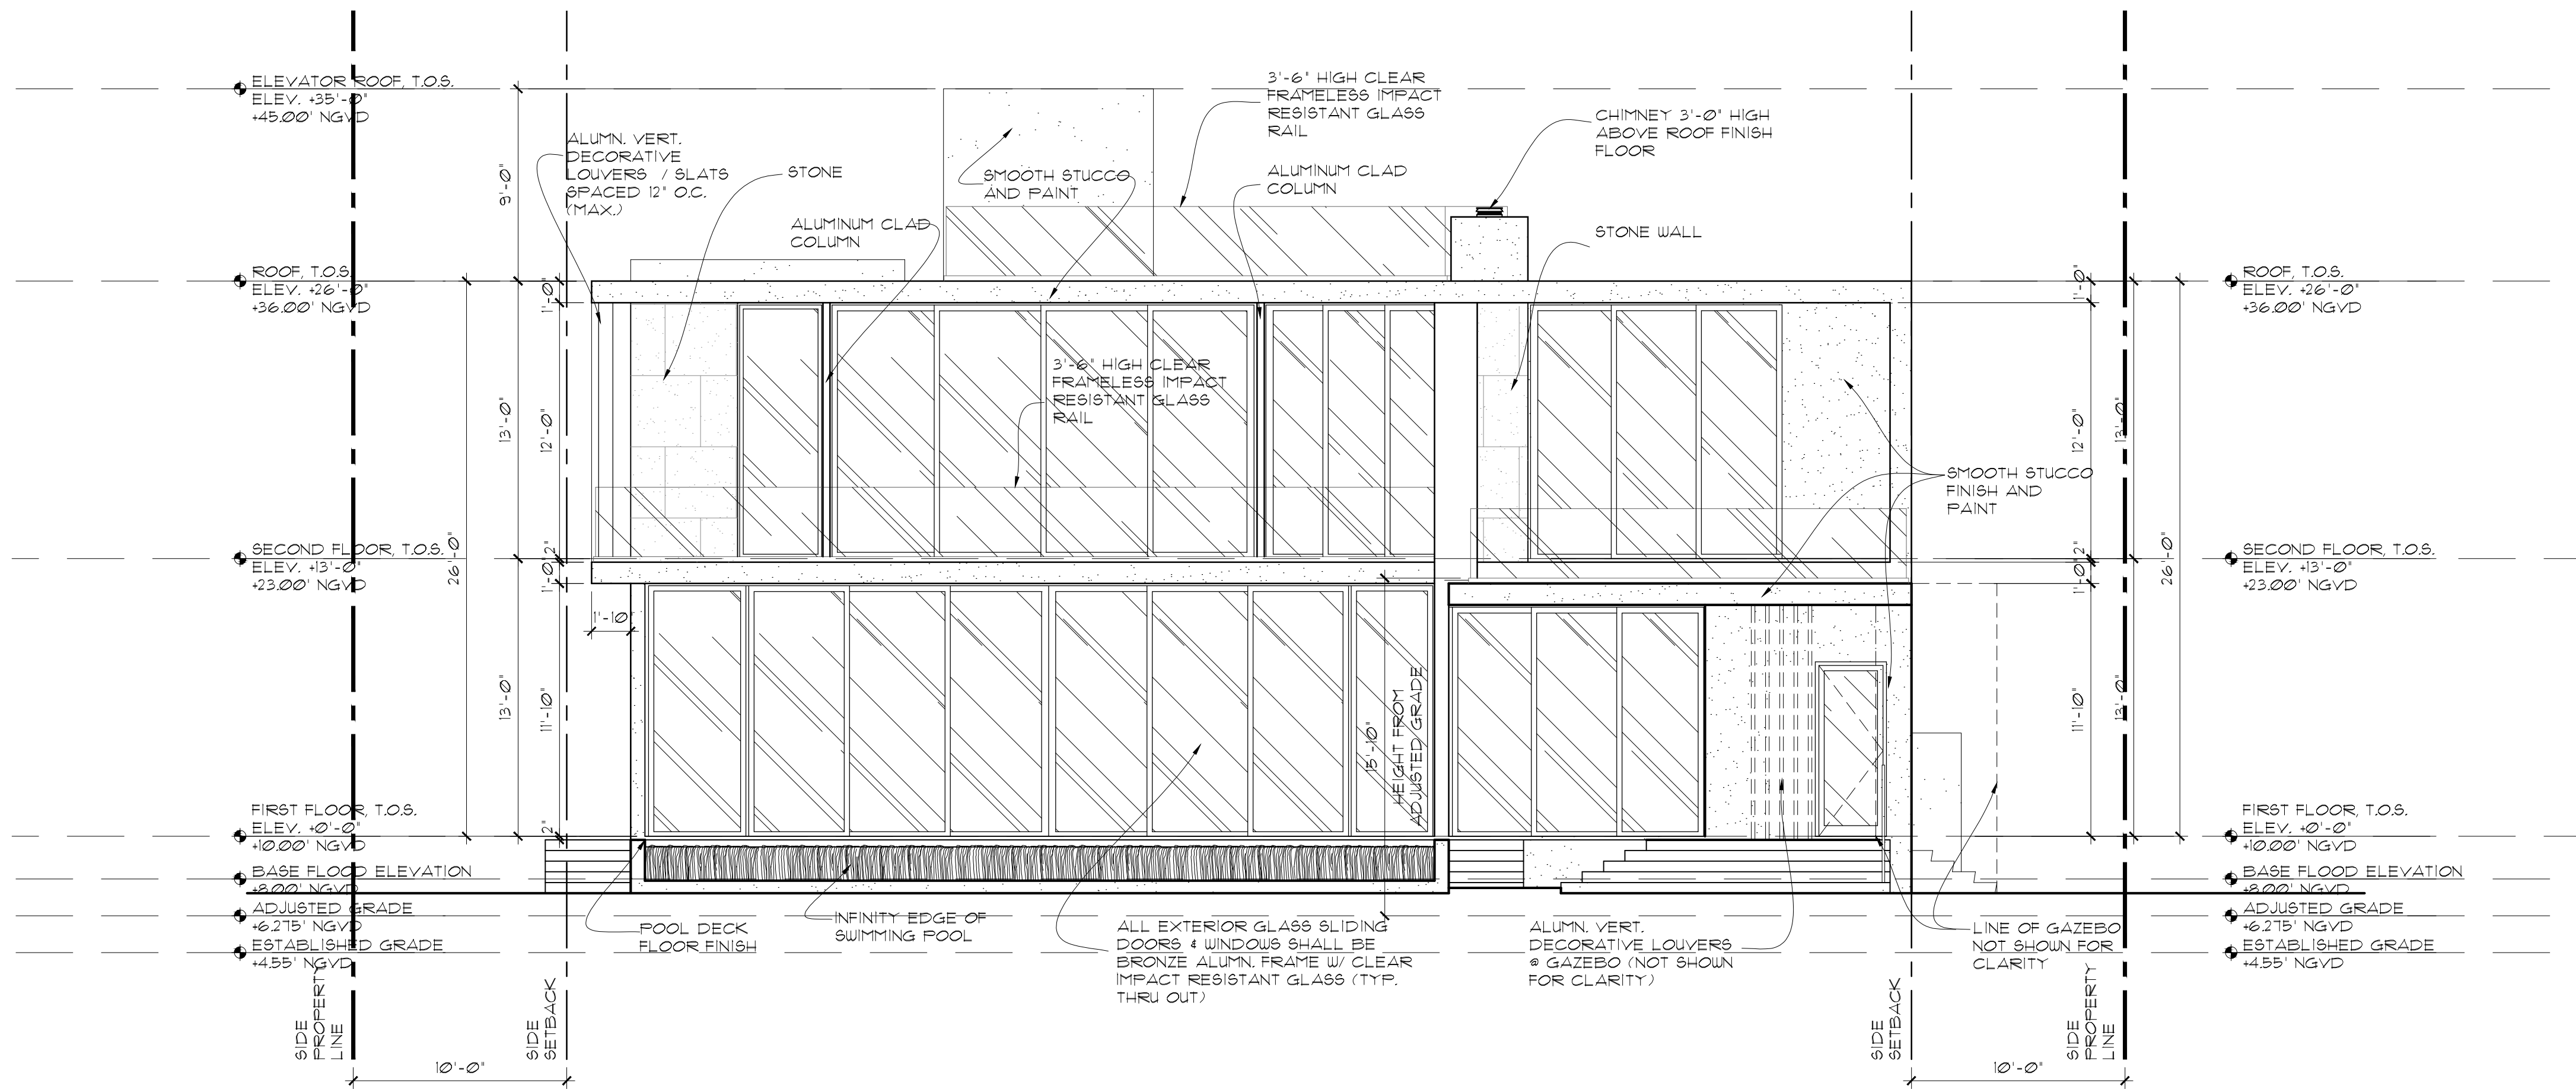 ELEVATOR ROOF, T.O.S.
ELEV. +35'-0"
+45.00' NGVD
ALUMN. VERT.
DECORATIVE
LOUVERS / SLATS
SPACED 12" O.C.
(MAX.)
STONE
ALUMINUM CLAD
COLUMN
SMOOTH STUCCO
AND PAINT
3'-6" HIGH CLEAR
FRAMELESS IMPACT
RESISTANT GLASS
RAIL
ALUMINUM CLAD
COLUMN
CHIMNEY 3'-0" HIGH
ABOVE ROOF FINISH
FLOOR
STONE WALL
9'-0"
ROOF, T.O.S.
ELEV. +26'-0"
+36.00' NGVD
1'-0"
1'-0"
ROOF, T.O.S.
ELEV. +26'-0"
+36.00' NGVD
3'-6" HIGH CLEAR
FRAMELESS IMPACT
RESISTANT GLASS
RAIL
13'-0"
12'-0"
12'-0"
13'-0"
SMOOTH STUCCO
FINISH AND
PAINT
SECOND FLOOR, T.O.S.
ELEV. +13'-0"
+23.00' NGVD
26'-0"
2"
1'-0"
2"
1'-0"
26'-0"
SECOND FLOOR, T.O.S.
ELEV. +13'-0"
+23.00' NGVD
1'-10"
13'-0"
11'-10"
15'-10"
HEIGHT FROM
ADJUSTED GRADE
11'-10"
13'-0"
FIRST FLOOR, T.O.S.
ELEV. +0'-0"
+10.00' NGVD
2"
FIRST FLOOR, T.O.S.
ELEV. +0'-0"
+10.00' NGVD
BASE FLOOD ELEVATION
+8.00' NGVD
BASE FLOOD ELEVATION
+8.00' NGVD
ADJUSTED GRADE
+6.275' NGVD
ADJUSTED GRADE
+6.275' NGVD
ESTABLISHED GRADE
+4.55' NGVD
ESTABLISHED GRADE
+4.55' NGVD
POOL DECK
FLOOR FINISH
INFINITY EDGE OF
SWIMMING POOL
ALL EXTERIOR GLASS SLIDING
DOORS & WINDOWS SHALL BE
BRONZE ALUMN. FRAME W/ CLEAR
IMPACT RESISTANT GLASS (TYP.
THRU OUT)
ALUMN. VERT.
DECORATIVE LOUVERS
@ GAZEBO (NOT SHOWN
FOR CLARITY)
LINE OF GAZEBO
NOT SHOWN FOR
CLARITY
SIDE
PROPERTY
LINE
SIDE
SETBACK
SIDE
SETBACK
SIDE
PROPERTY
LINE
10'-0"
10'-0"